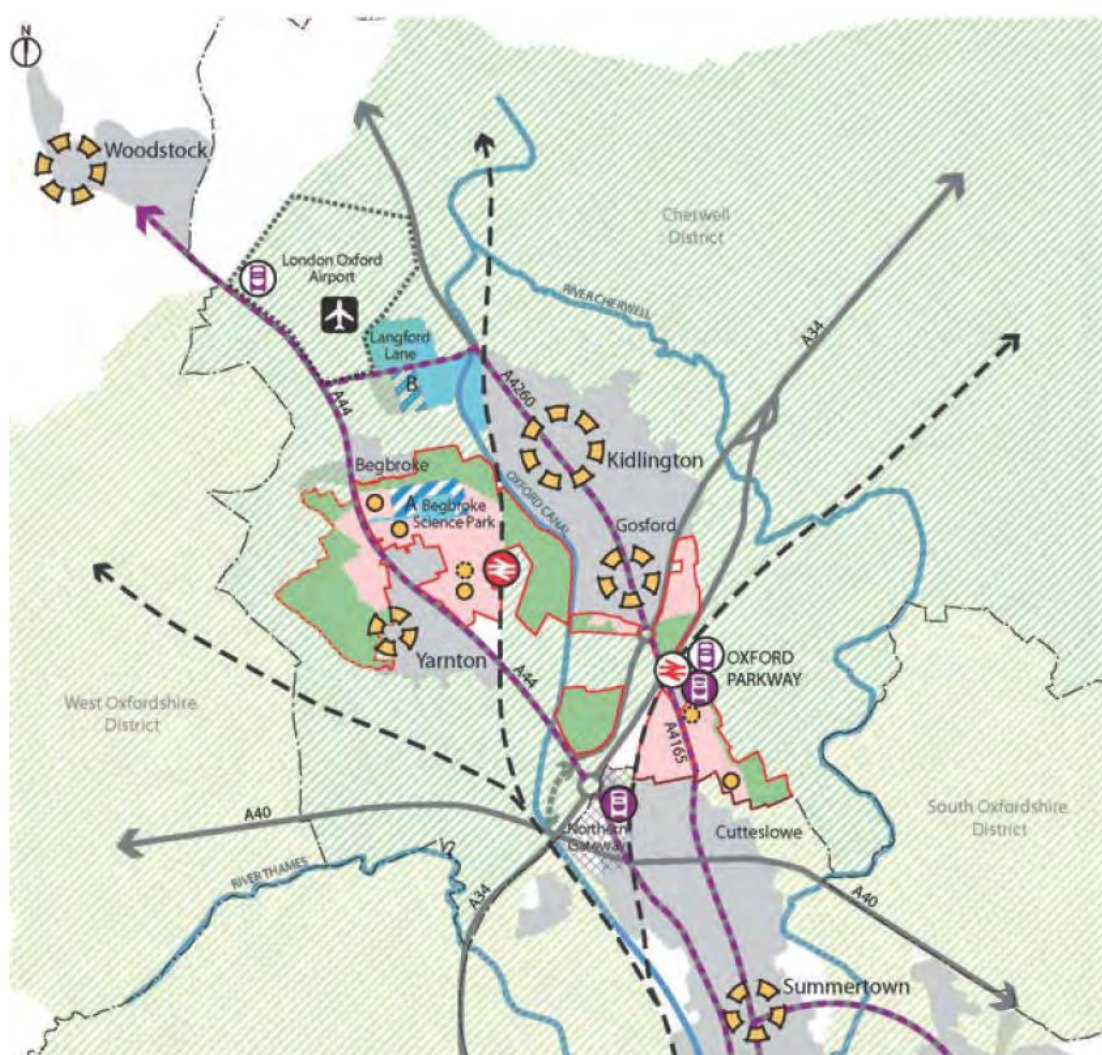 N
Woodstock
Cherwell
District
London Oxford
Airport
RIVER CHERWELL
A34
Langford
Lane
B
A44
A4260
Kidlington
Begbroke
A Begbroke
Science Park
OXFORD CANAL
Gosford
Yarnton
A44
OXFORD
PARKWAY
West Oxfordshire
District
A4165
A40
Northern
Gateway
Cutteslowe
South Oxfordshire
District
RIVER THAMES
A34
A40
Summertown